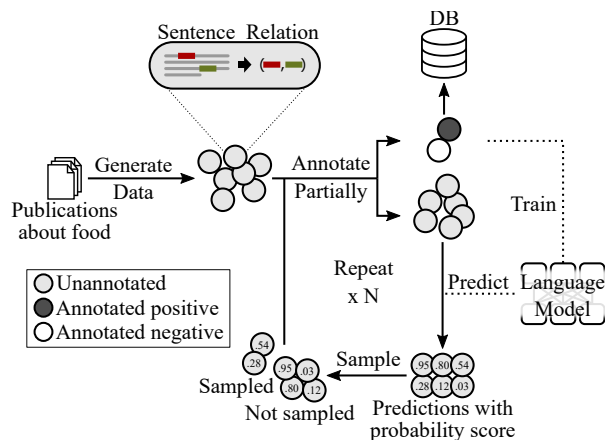 Sentence Relation
( , )
DB
Generate
Data
Annotate
Partially
Publications
about food
Train
Unannotated
Annotated positive
Annotated negative
Repeat
x N
Predict
Language
Model
.54
.28
.95 .03
.80 .12
Sampled
Not sampled
Sample
.95 .80 .54
.28 .12 .03
Predictions with
probability score